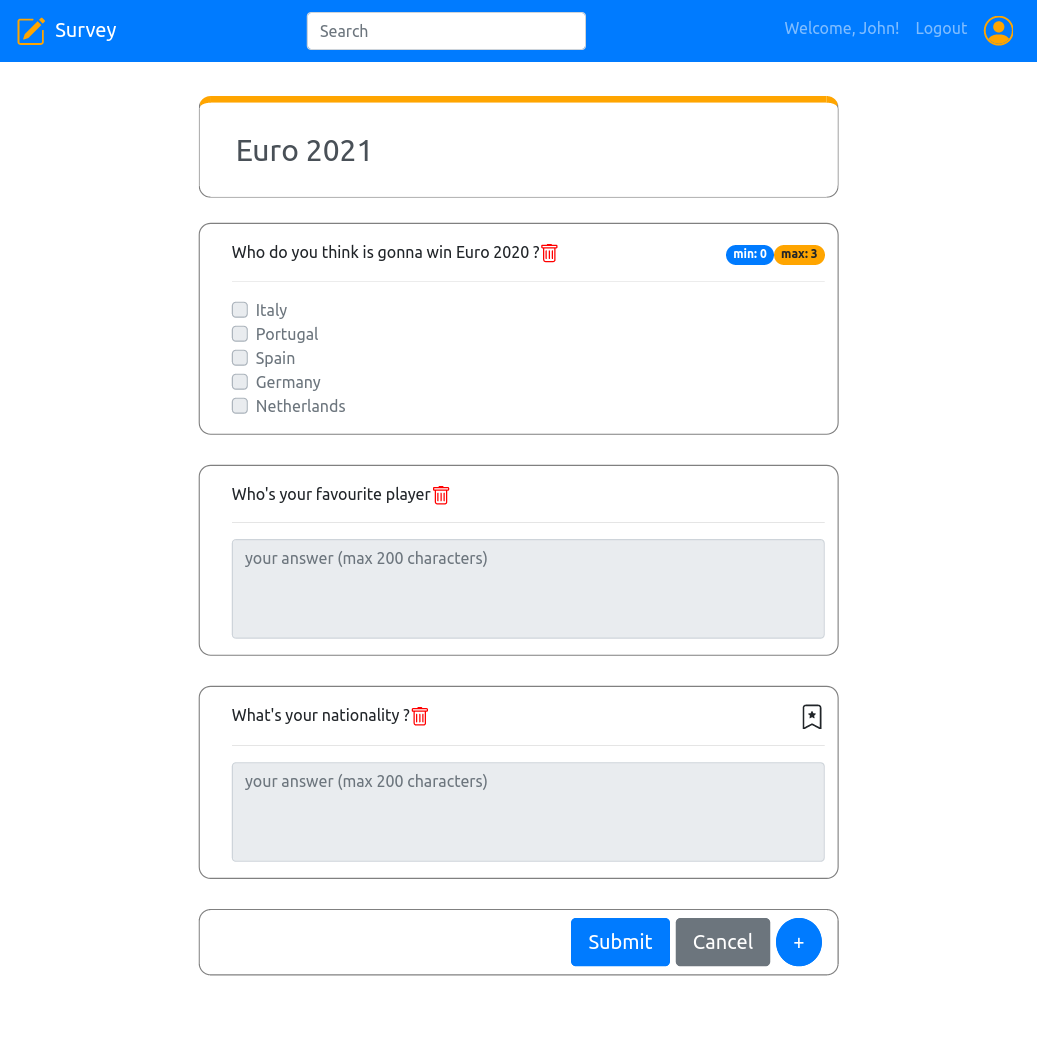 Survey
Search
Welcome, John! Logout
Euro 2021
Who do you think is gonna win Euro 2020 ?
min: 0 max: 3
Italy
Portugal
Spain
Germany
Netherlands
Who's your favourite player
your answer (max 200 characters)
What's your nationality ?
your answer (max 200 characters)
Submit Cancel +